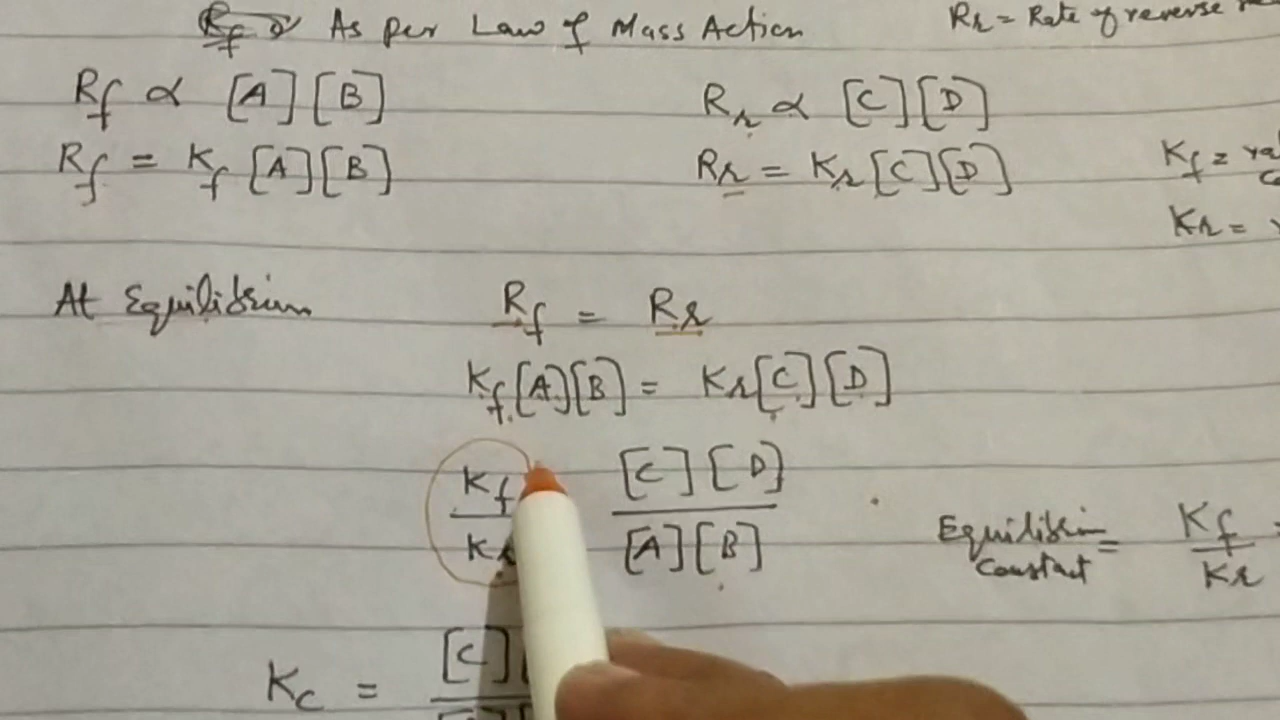 As per Law of Mass Action
Rr = Rate of reverse
Rf ∝ [A][B]
Rr ∝ [C][D]
Rf = Kf [A][B]
Rr = Kr [C][D]
Kf =
Kr =
At Equilibrium Rf = Rr
Kf[A][B] = Kr[C][D]
Kf [C][D]
Kr [A][B]
Equilibrium Kf
Constact = Kr
Kc = [C]